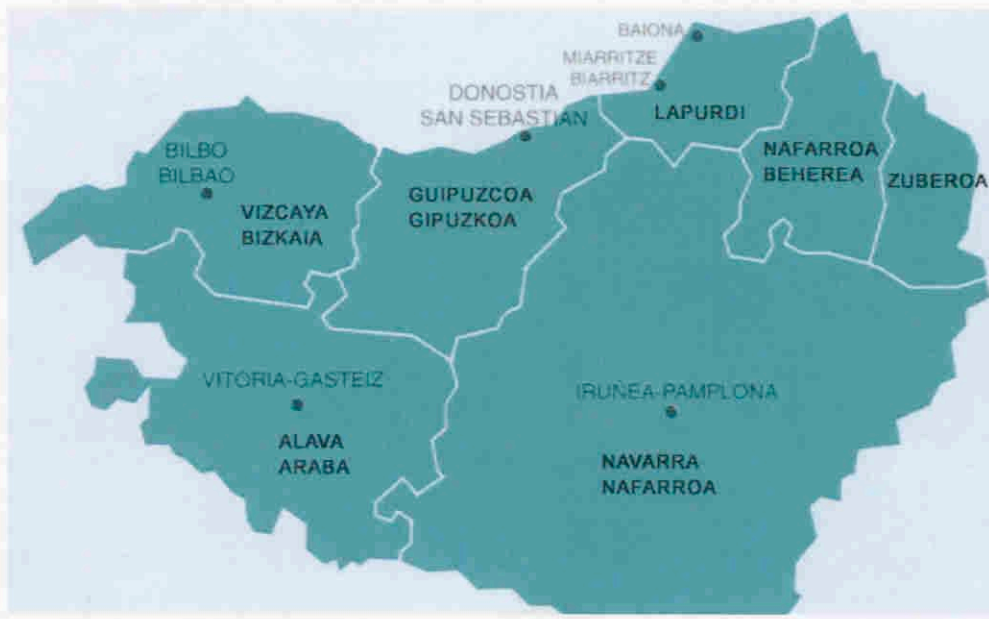 BAIONA
MIARRITZE
BIARRITZ
DONOSTIA
SAN SEBASTIAN
LAPURDI
NAFARROA
BEHEREA
ZUBEROA
BILBO
BILBAO
VIZCAYA
BIZKAIA
GUIPUZCOA
GIPUZKOA
VITORIA-GASTEIZ
ALAVA
ARABA
IRUÑEA-PAMPLONA
NAVARRA
NAFARROA